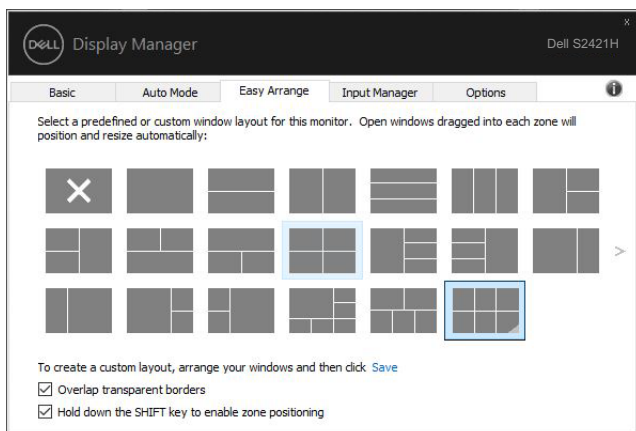 DELL Display Manager
x
Dell S2421H
Basic Auto Mode Easy Arrange Input Manager Options i
Select a predefined or custom window layout for this monitor. Open windows dragged into each zone will
position and resize automatically:
>
To create a custom layout, arrange your windows and then click Save
Overlap transparent borders
Hold down the SHIFT key to enable zone positioning